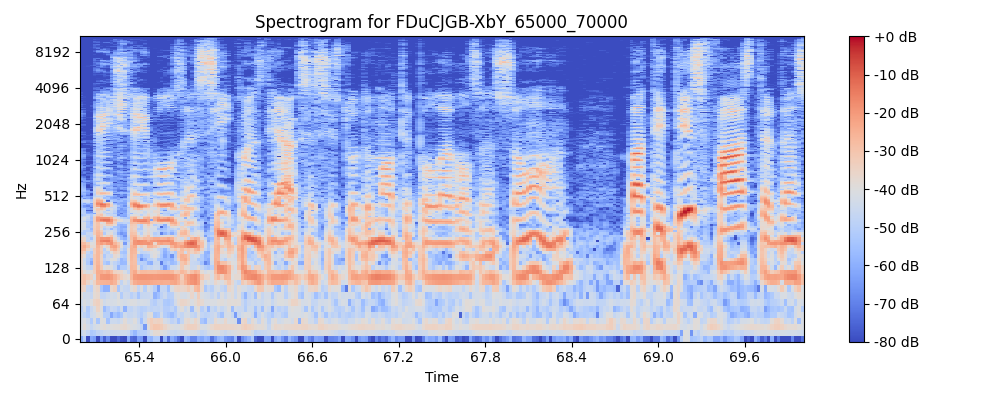 Spectrogram for FDuCJGB-XbY_65000_70000
Hz
8192
4096
2048
1024
512
256
128
64
0
65.4 66.0 66.6 67.2 67.8 68.4 69.0 69.6
Time
+0 dB
-10 dB
-20 dB
-30 dB
-40 dB
-50 dB
-60 dB
-70 dB
-80 dB